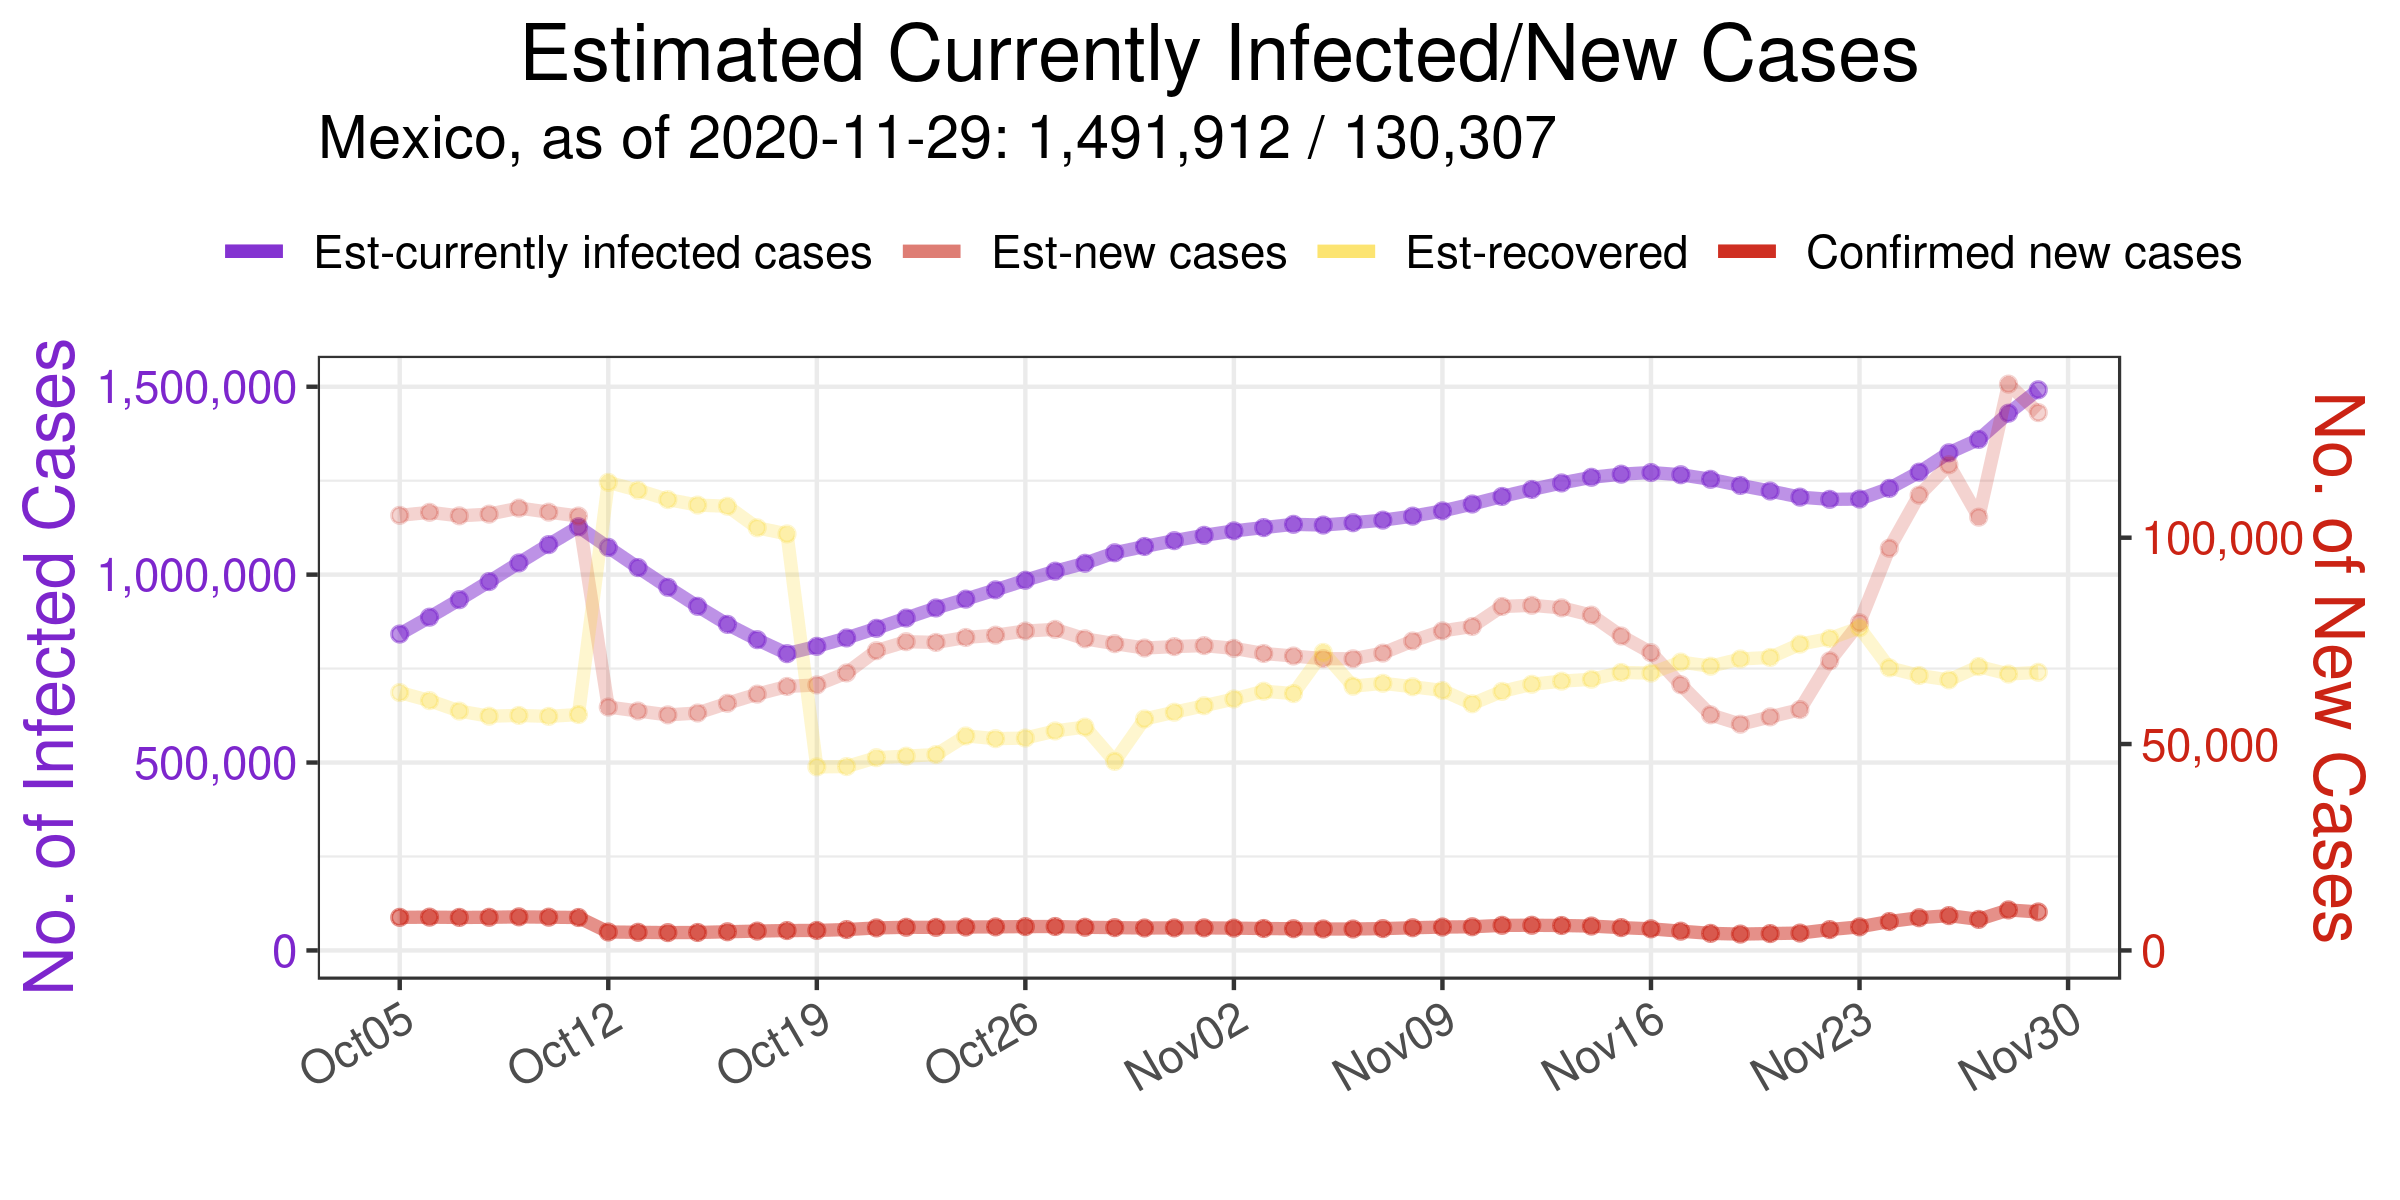 Estimated Currently Infected/New Cases
Mexico, as of 2020-11-29: 1,491,912 / 130,307
Est-currently infected cases Est-new cases Est-recovered Confirmed new cases
No. of Infected Cases
1,500,000
1,000,000
500,000
0
100,000
50,000
0
No. of New Cases
Oct05 Oct12 Oct19 Oct26 Nov02 Nov09 Nov16 Nov23 Nov30